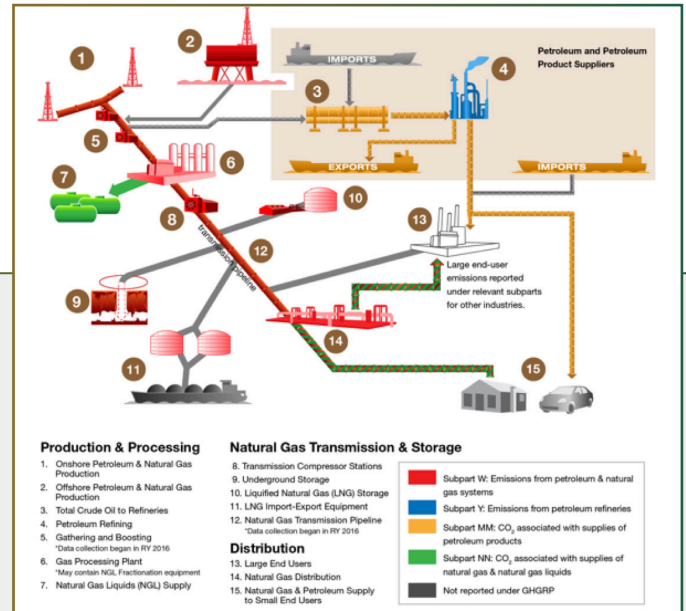 1
2
IMPORTS
3
4
Petroleum and Petroleum
Product Suppliers
5
6
EXPORTS
IMPORTS
7
8
10
13
transmission pipeline
12
Large end-user
emissions reported
under relevant subparts
for other industries.
9
14
11
15
Production & Processing
1. Onshore Petroleum & Natural Gas
Production
2. Offshore Petroleum & Natural Gas
Production
3. Total Crude Oil to Refineries
4. Petroleum Refining
5. Gathering and Boosting
*Data collection began in RY 2016
6. Gas Processing Plant
*May contain NGL Fractionation equipment
7. Natural Gas Liquids (NGL) Supply
Natural Gas Transmission & Storage
8. Transmission Compressor Stations
9. Underground Storage
10. Liquified Natural Gas (LNG) Storage
11. LNG Import-Export Equipment
12. Natural Gas Transmission Pipeline
*Data collection began in RY 2016
Distribution
13. Large End Users
14. Natural Gas Distribution
15. Natural Gas & Petroleum Supply
to Small End Users
Subpart W: Emissions from petroleum & natural
gas systems
Subpart Y: Emissions from petroleum refineries
Subpart MM: CO₂ associated with supplies of
petroleum products
Subpart NN: CO₂ associated with supplies of
natural gas & natural gas liquids
Not reported under GHGRP